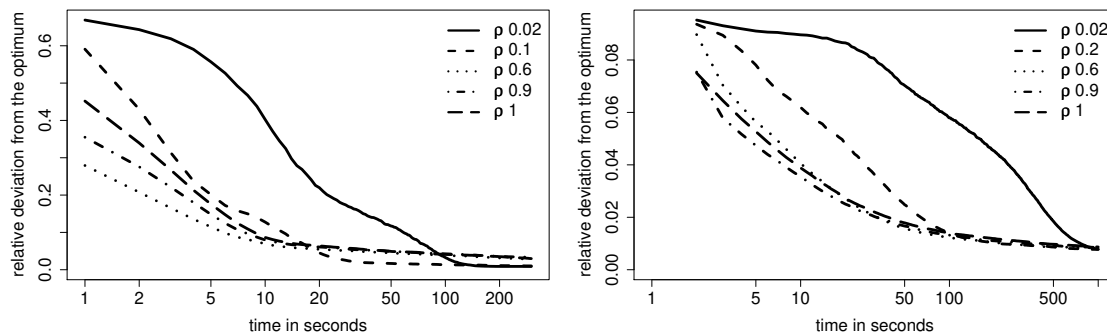 relative deviation from the optimum
0.0 0.2 0.4 0.6
ρ 0.02
ρ 0.1
ρ 0.6
ρ 0.9
ρ 1
1 2 5 10 20 50 100 200
time in seconds
relative deviation from the optimum
0.00 0.02 0.04 0.06 0.08
ρ 0.02
ρ 0.2
ρ 0.6
ρ 0.9
ρ 1
1 5 10 50 100 500
time in seconds